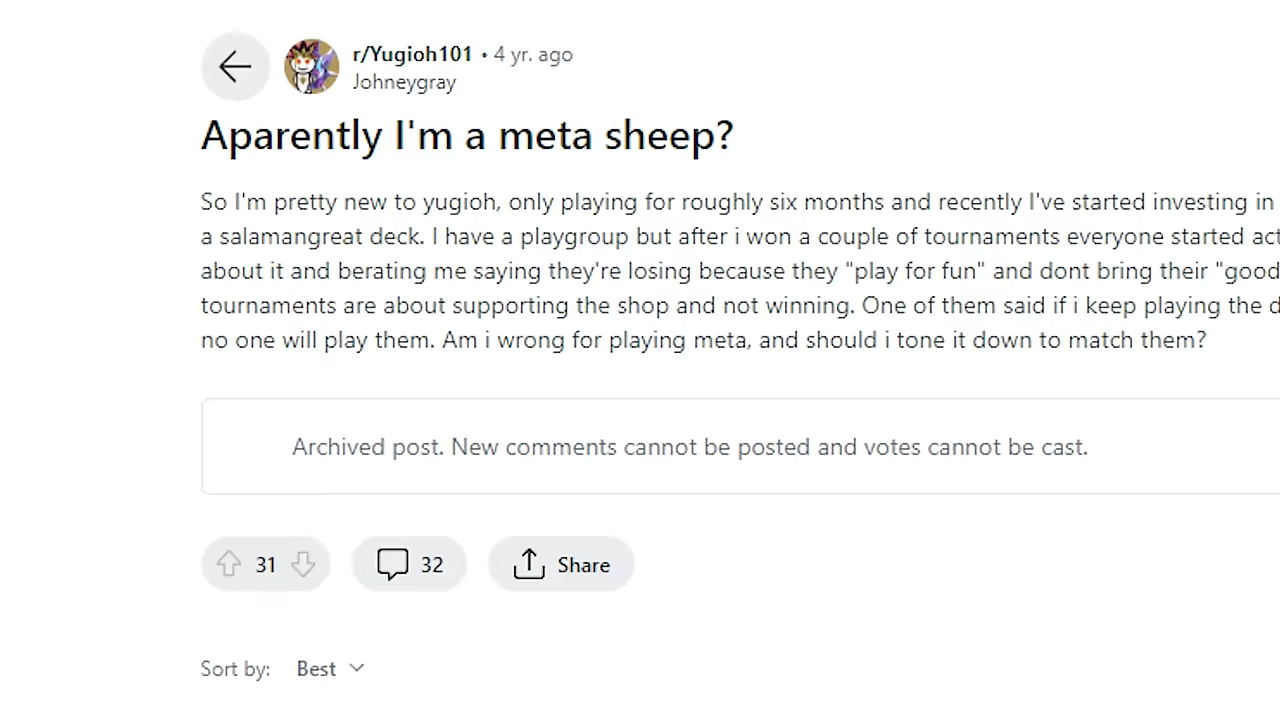 r/Yugioh101 • 4 yr. ago
Johneygray
Aparently I'm a meta sheep?
So I'm pretty new to yugioh, only playing for roughly six months and recently I've started investing in
a salamangreat deck. I have a playgroup but after i won a couple of tournaments everyone started act
about it and berating me saying they're losing because they "play for fun" and dont bring their "good
tournaments are about supporting the shop and not winning. One of them said if i keep playing the d
no one will play them. Am i wrong for playing meta, and should i tone it down to match them?
Archived post. New comments cannot be posted and votes cannot be cast.
31 32 Share
Sort by: Best